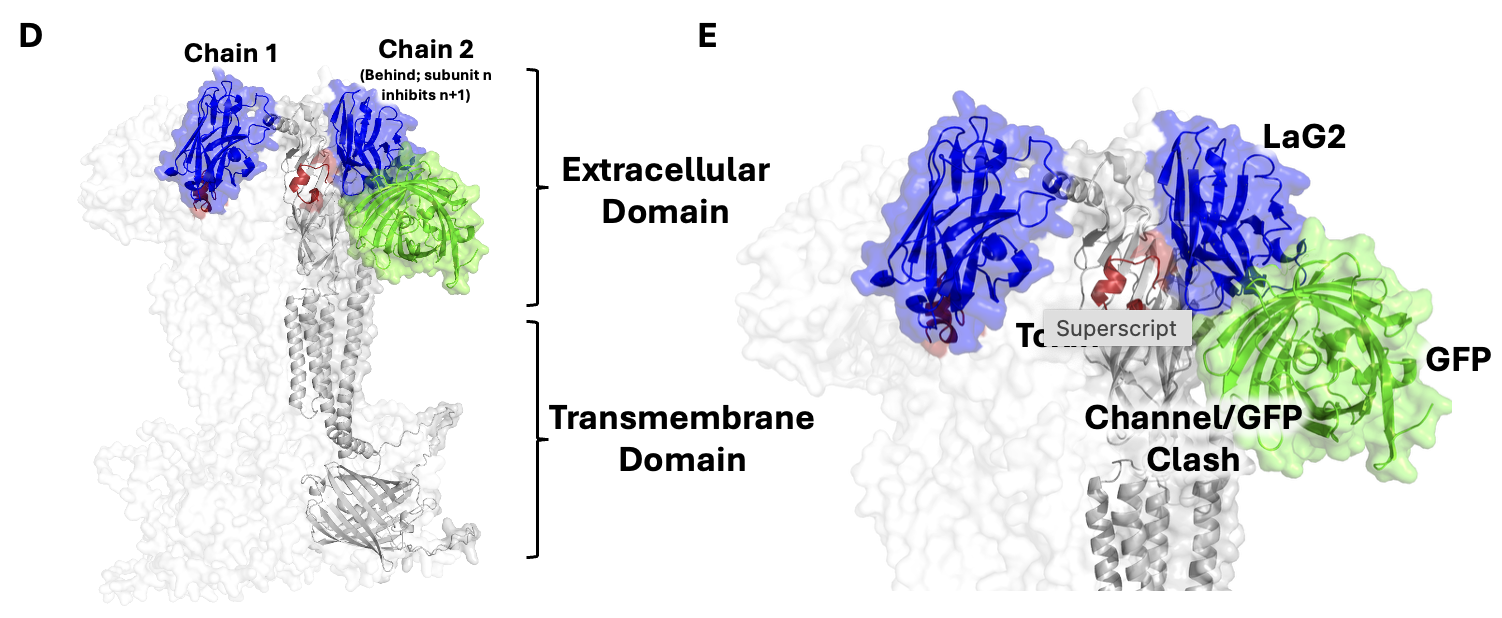 D
Chain 1
Chain 2
(Behind; subunit n
inhibits n+1)
Extracellular
Domain
Transmembrane
Domain
E
LaG2
Superscript
GFP
Channel/GFP
Clash